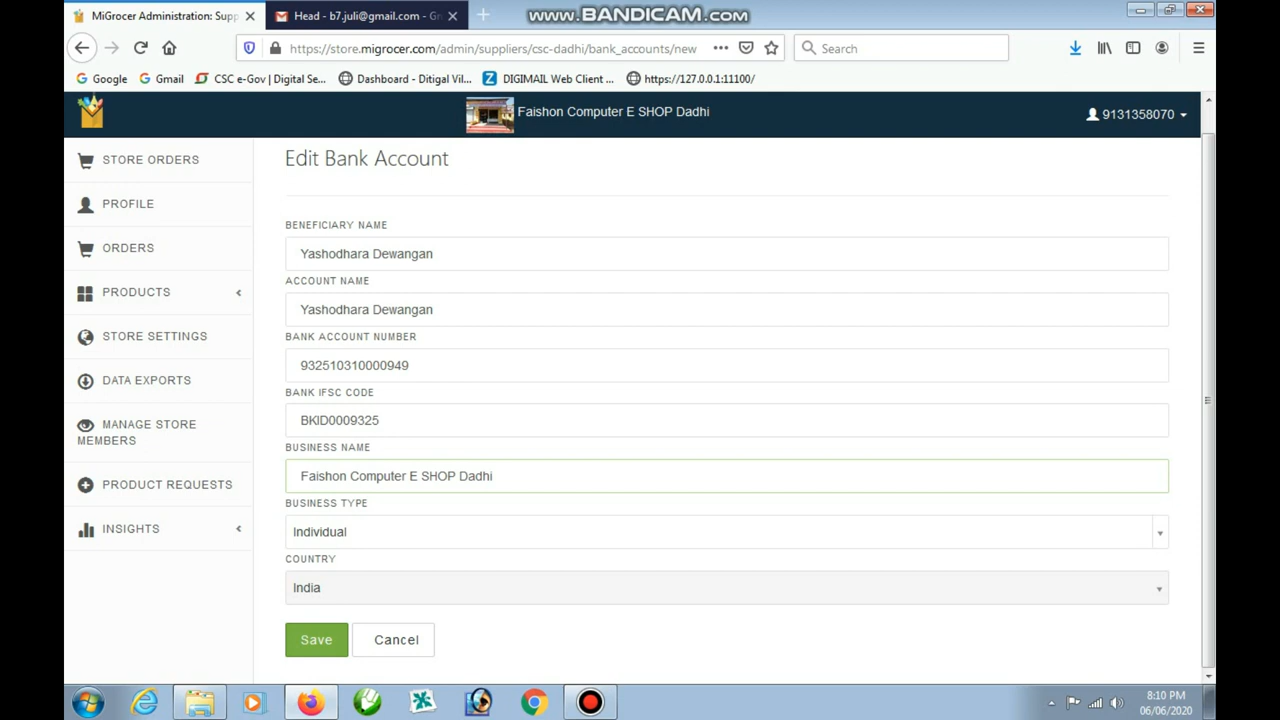 MiGrocer Administration: Supp
Head - b7.juli@gmail.com - Gm
www.BANDICAM.com
https://store.migrocer.com/admin/suppliers/csc-dadhi/bank_accounts/new
Search
Google
Gmail
CSC e-Gov | Digital Se...
Dashboard - Ditigal Vil...
DIGIMAIL Web Client ...
https://127.0.0.1:11100/
Faishon Computer E SHOP Dadhi
9131358070
STORE ORDERS
PROFILE
ORDERS
PRODUCTS
STORE SETTINGS
DATA EXPORTS
MANAGE STORE
MEMBERS
PRODUCT REQUESTS
INSIGHTS
Edit Bank Account
BENEFICIARY NAME
Yashodhara Dewangan
ACCOUNT NAME
Yashodhara Dewangan
BANK ACCOUNT NUMBER
932510310000949
BANK IFSC CODE
BKID0009325
BUSINESS NAME
Faishon Computer E SHOP Dadhi
BUSINESS TYPE
Individual
COUNTRY
India
Save
Cancel
8:10 PM
06/06/2020